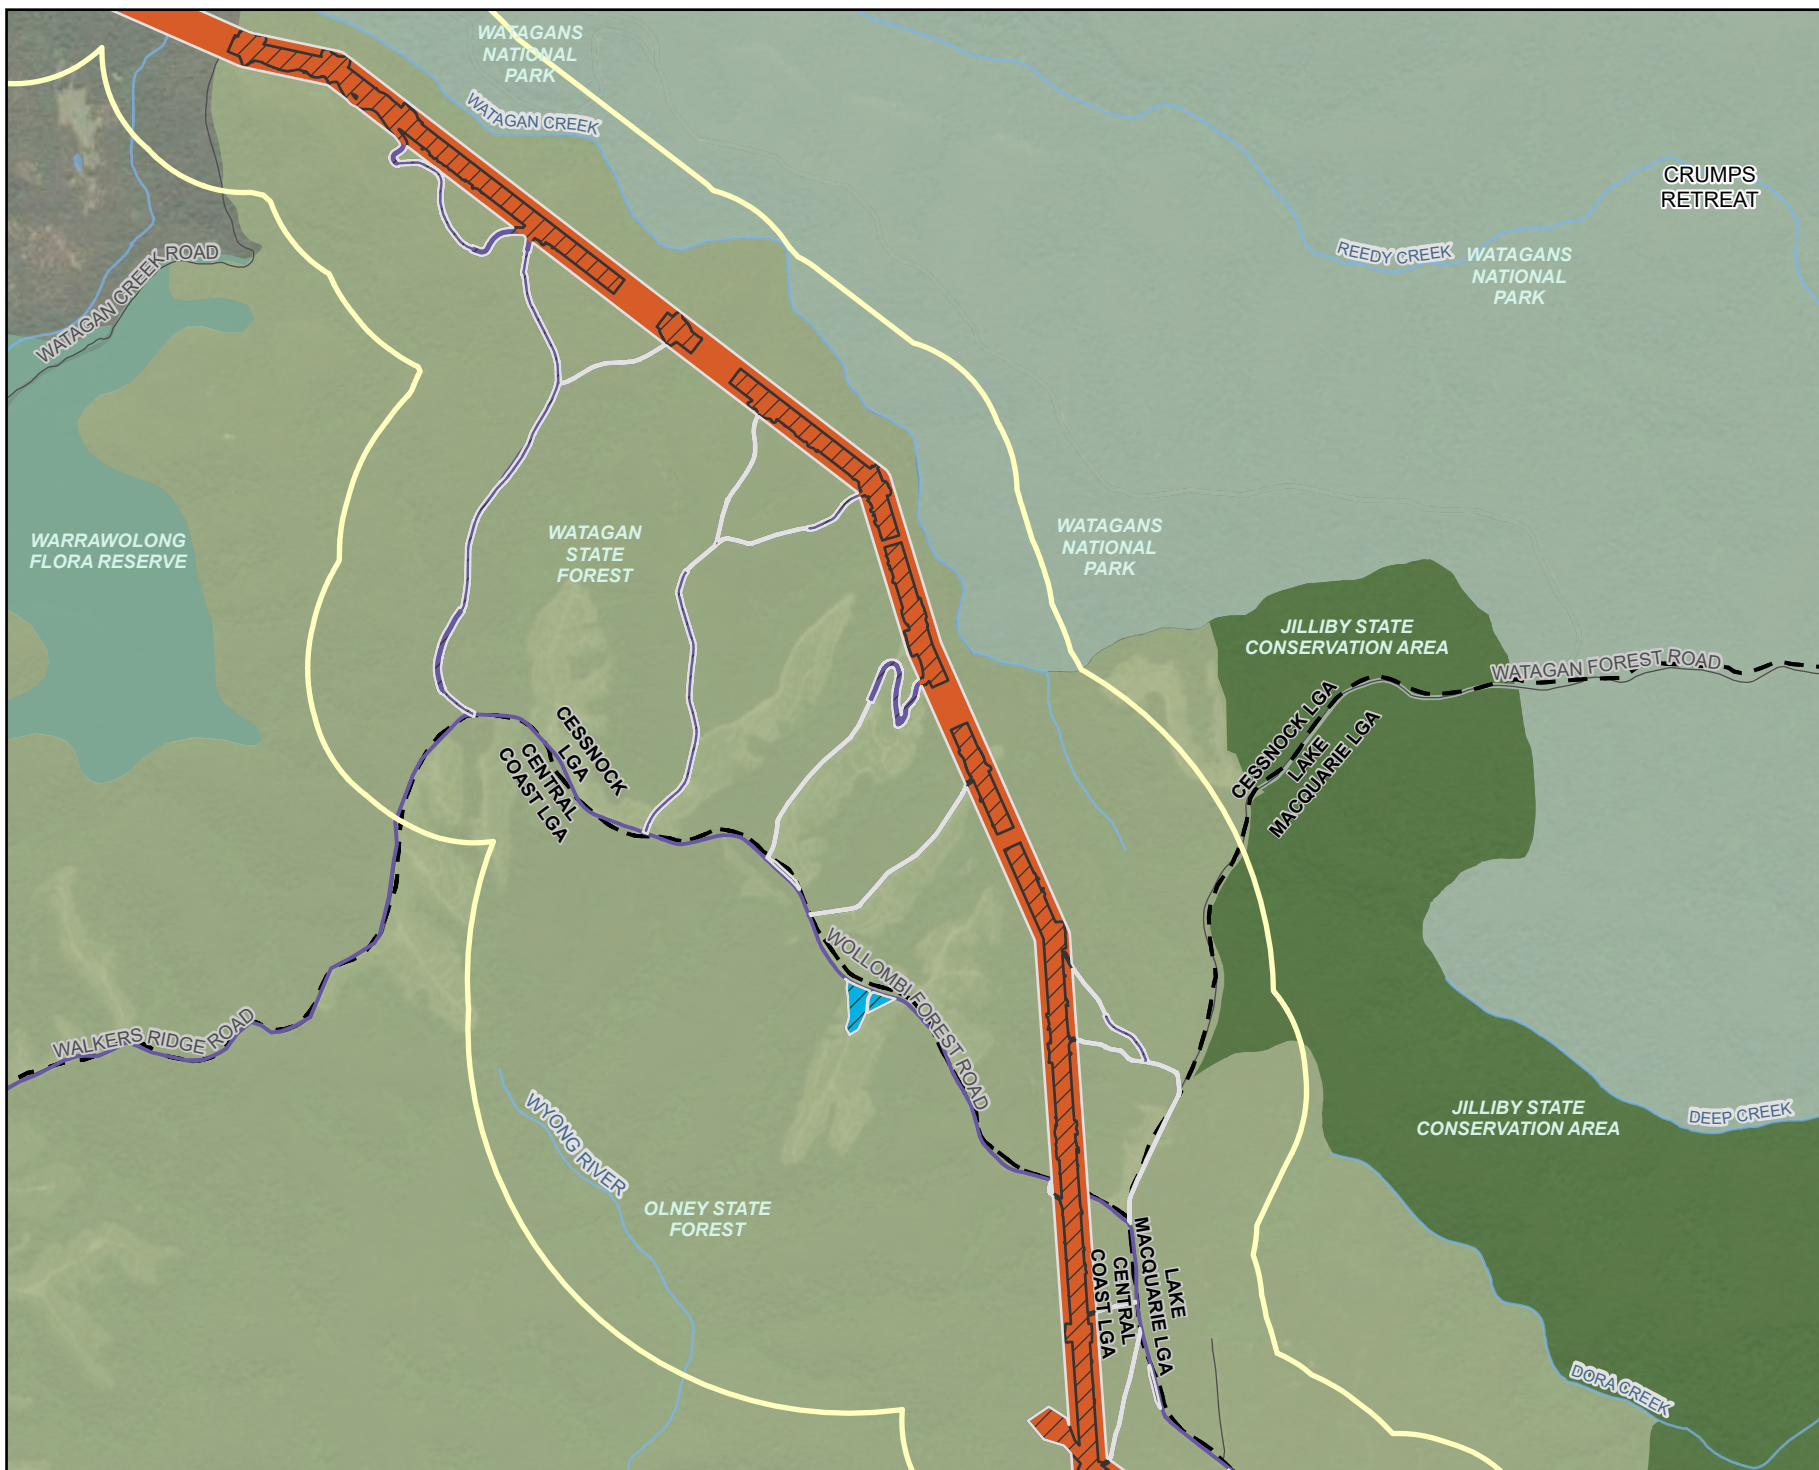 WATAGANS
NATIONAL
PARK
WATAGAN CREEK
CRUMPS
RETREAT
REEDY CREEK
WATAGANS
NATIONAL
PARK
WATAGAN CREEK ROAD
WARRAWOLONG
FLORA RESERVE
WATAGAN
STATE
FOREST
WATAGANS
NATIONAL
PARK
JILLIBY STATE
CONSERVATION AREA
WATAGAN FOREST ROAD
CESSNOCK LGA
LAKE
MACQUARIE LGA
CESSNOCK
LGA
CENTRAL
COAST LGA
WOLLOMBI FOREST ROAD
WALKERS RIDGE ROAD
WYONG RIVER
JILLIBY STATE
CONSERVATION AREA
DEEP CREEK
OLNEY STATE
FOREST
LAKE
MACQUARIE LGA
CENTRAL
COAST LGA
DORA CREEK